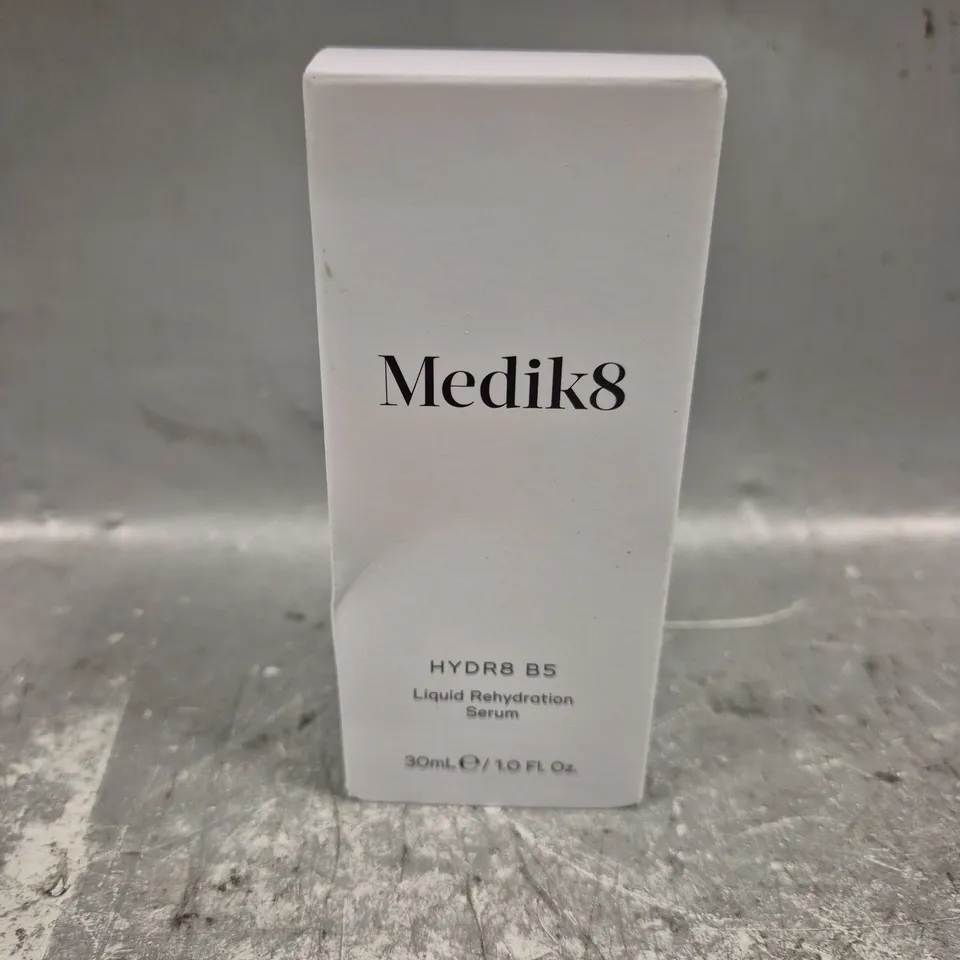 Medik8
HYDR8 B5
Liquid Rehydration
Serum
30mL ℮ / 1.0 Fl. Oz.